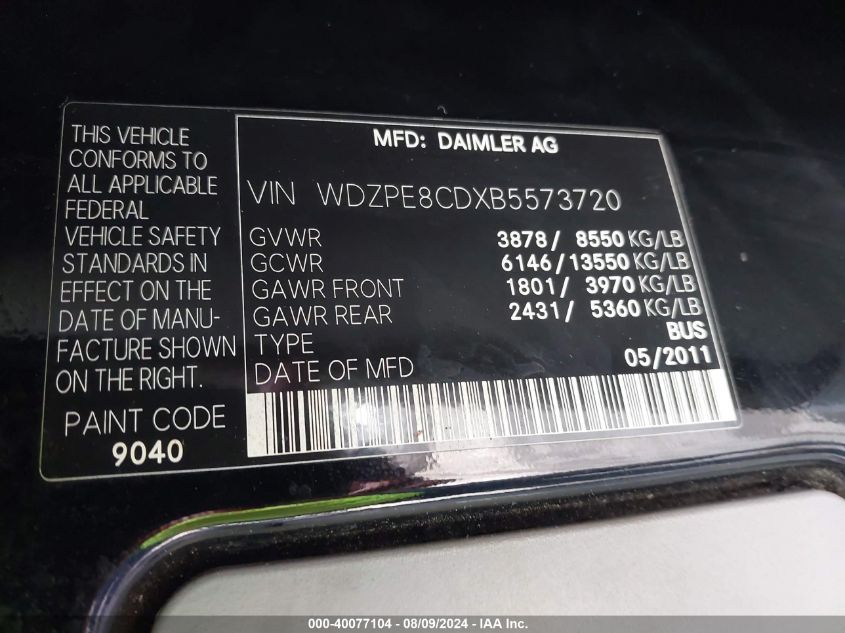 THIS VEHICLE
CONFORMS TO
ALL APPLICABLE
FEDERAL
VEHICLE SAFETY
STANDARDS IN
EFFECT ON THE
DATE OF MANU-
FACTURE SHOWN
ON THE RIGHT.
PAINT CODE
9040
MFD: DAIMLER AG
VIN WDZPE8CDXB5573720
GVWR 3878/ 8550 KG/LB
GCWR 6146/13550 KG/LB
GAWR FRONT 1801/ 3970 KG/LB
GAWR REAR 2431/ 5360 KG/LB
TYPE BUS
DATE OF MFD 05/2011
000-40077104 - 08/09/2024 - IAA Inc.